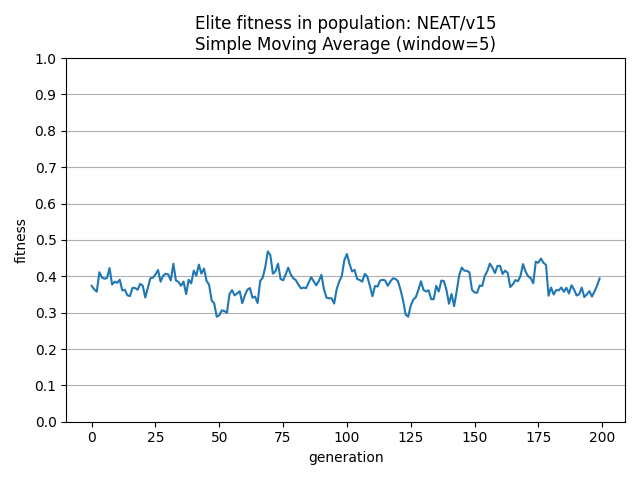 Elite fitness in population: NEAT/v15
Simple Moving Average (window=5)
1.0
0.9
0.8
0.7
0.6
0.5
0.4
0.3
0.2
0.1
0.0
fitness
0 25 50 75 100 125 150 175 200
generation